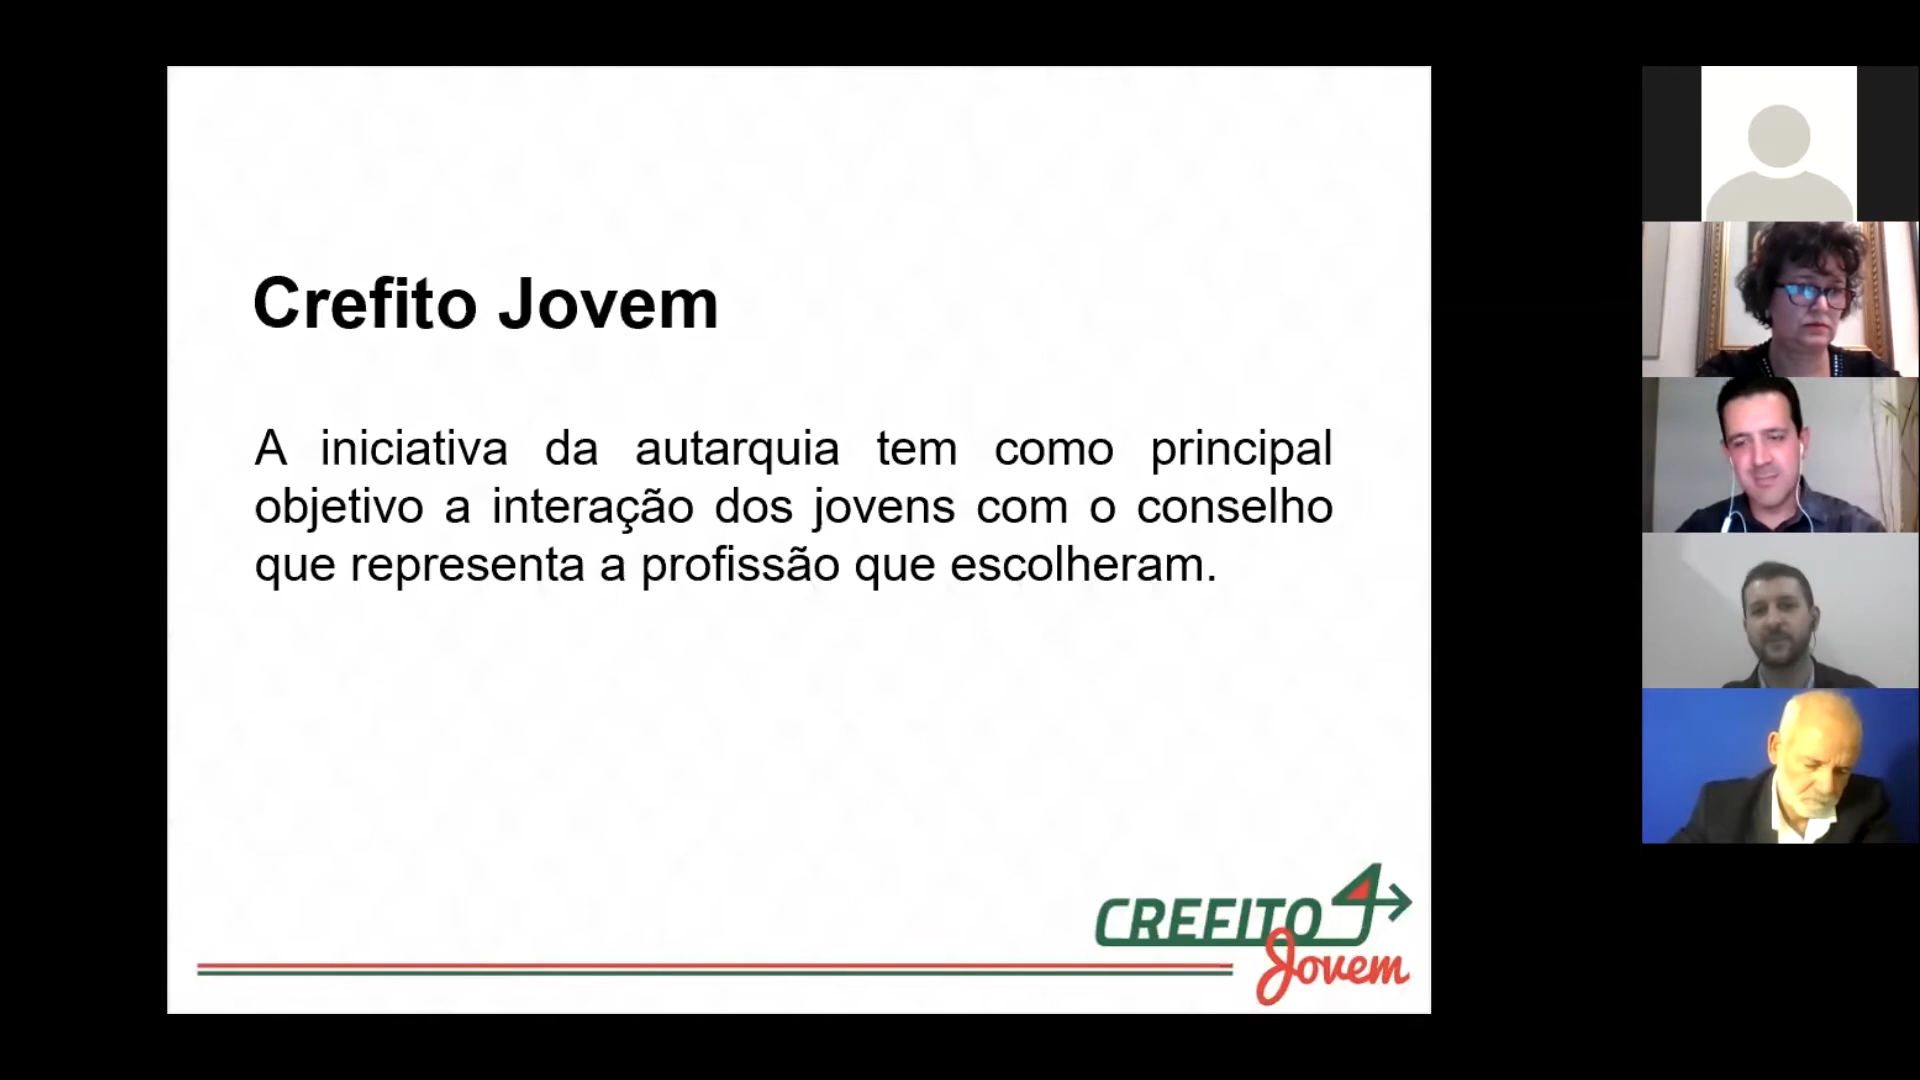 Crefito Jovem
A iniciativa da autarquia tem como principal
objetivo a interação dos jovens com o conselho
que representa a profissão que escolheram.
CREFITO 4
Jovem